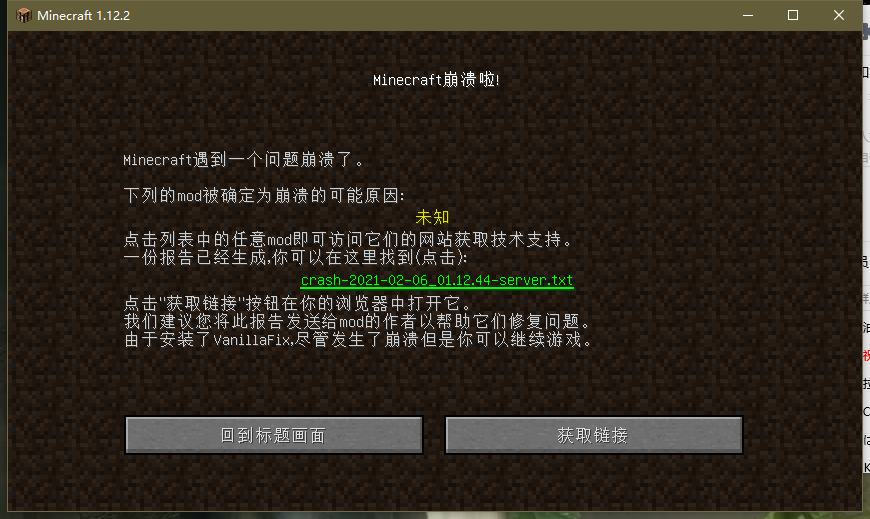 Minecraft 1.12.2
Minecraft崩溃啦!
Minecraft遇到一个问题崩溃了。
下列的mod被确定为崩溃的可能原因:
未知
点击列表中的任意mod即可访问它们的网站获取技术支持。
一份报告已经生成,你可以在这里找到(点击):
crash-2021-02-06_01.12.44-server.txt
点击"获取链接"按钮在你的浏览器中打开它。
我们建议您将此报告发送给mod的作者以帮助它们修复问题。
由于安装了VanillaFix,尽管发生了崩溃但是你可以继续游戏。
回到标题画面
获取链接